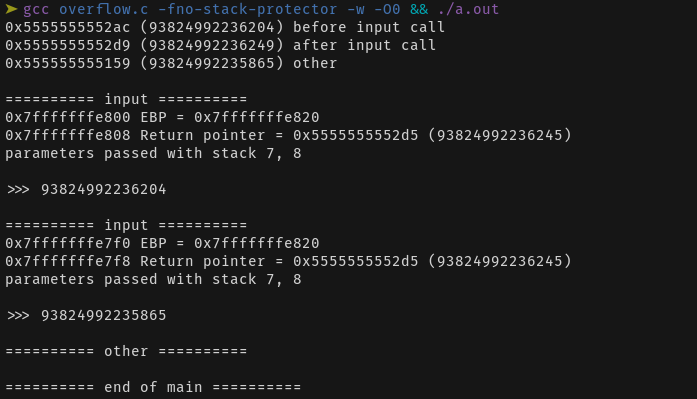 ➤ gcc overflow.c -fno-stack-protector -w -O0 && ./a.out
0x5555555552ac (93824992236204) before input call
0x5555555552d9 (93824992236249) after input call
0x555555555159 (93824992235865) other
========== input ==========
0x7fffffffe800 EBP = 0x7fffffffe820
0x7fffffffe808 Return pointer = 0x5555555552d5 (93824992236245)
parameters passed with stack 7, 8
>>> 93824992236204
========== input ==========
0x7fffffffe7f0 EBP = 0x7fffffffe820
0x7fffffffe7f8 Return pointer = 0x5555555552d5 (93824992236245)
parameters passed with stack 7, 8
>>> 93824992235865
========== other ==========
========== end of main ==========